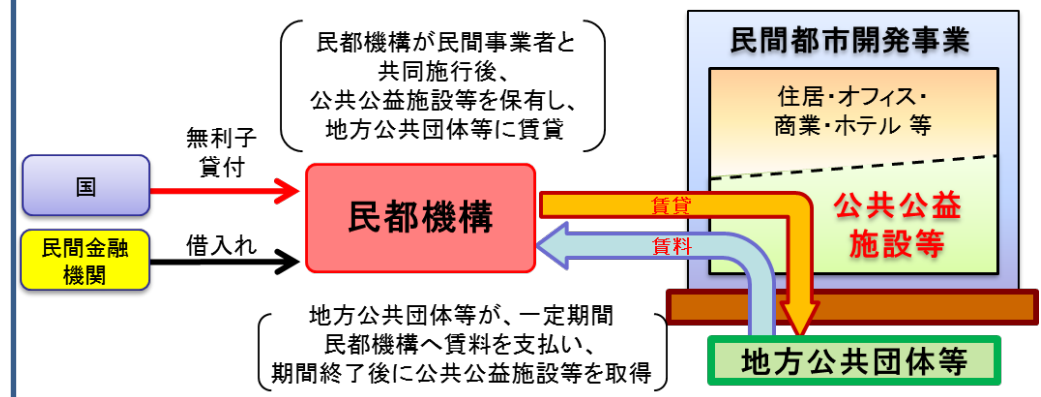 民都機構が民間事業者と
共同施行後、
公共公益施設等を保有し、
地方公共団体等に賃貸
民間都市開発事業
住居・オフィス・
商業・ホテル 等
無利子
貸付
国
民都機構
賃貸
公共公益
施設等
民間金融
機関
借入れ
賃料
地方公共団体等が、一定期間
民都機構へ賃料を支払い、
期間終了後に公共公益施設等を取得
地方公共団体等